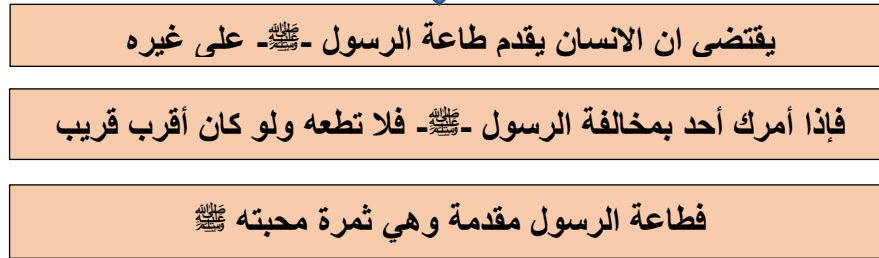 يقتضى ان الانسان يقدم طاعة الرسول -ﷺ- على غيره
فإذا أمرك أحد بمخالفة الرسول -ﷺ- فلا تطعه ولو كان أقرب قريب
فطاعة الرسول مقدمة وهي ثمرة محبته ﷺ